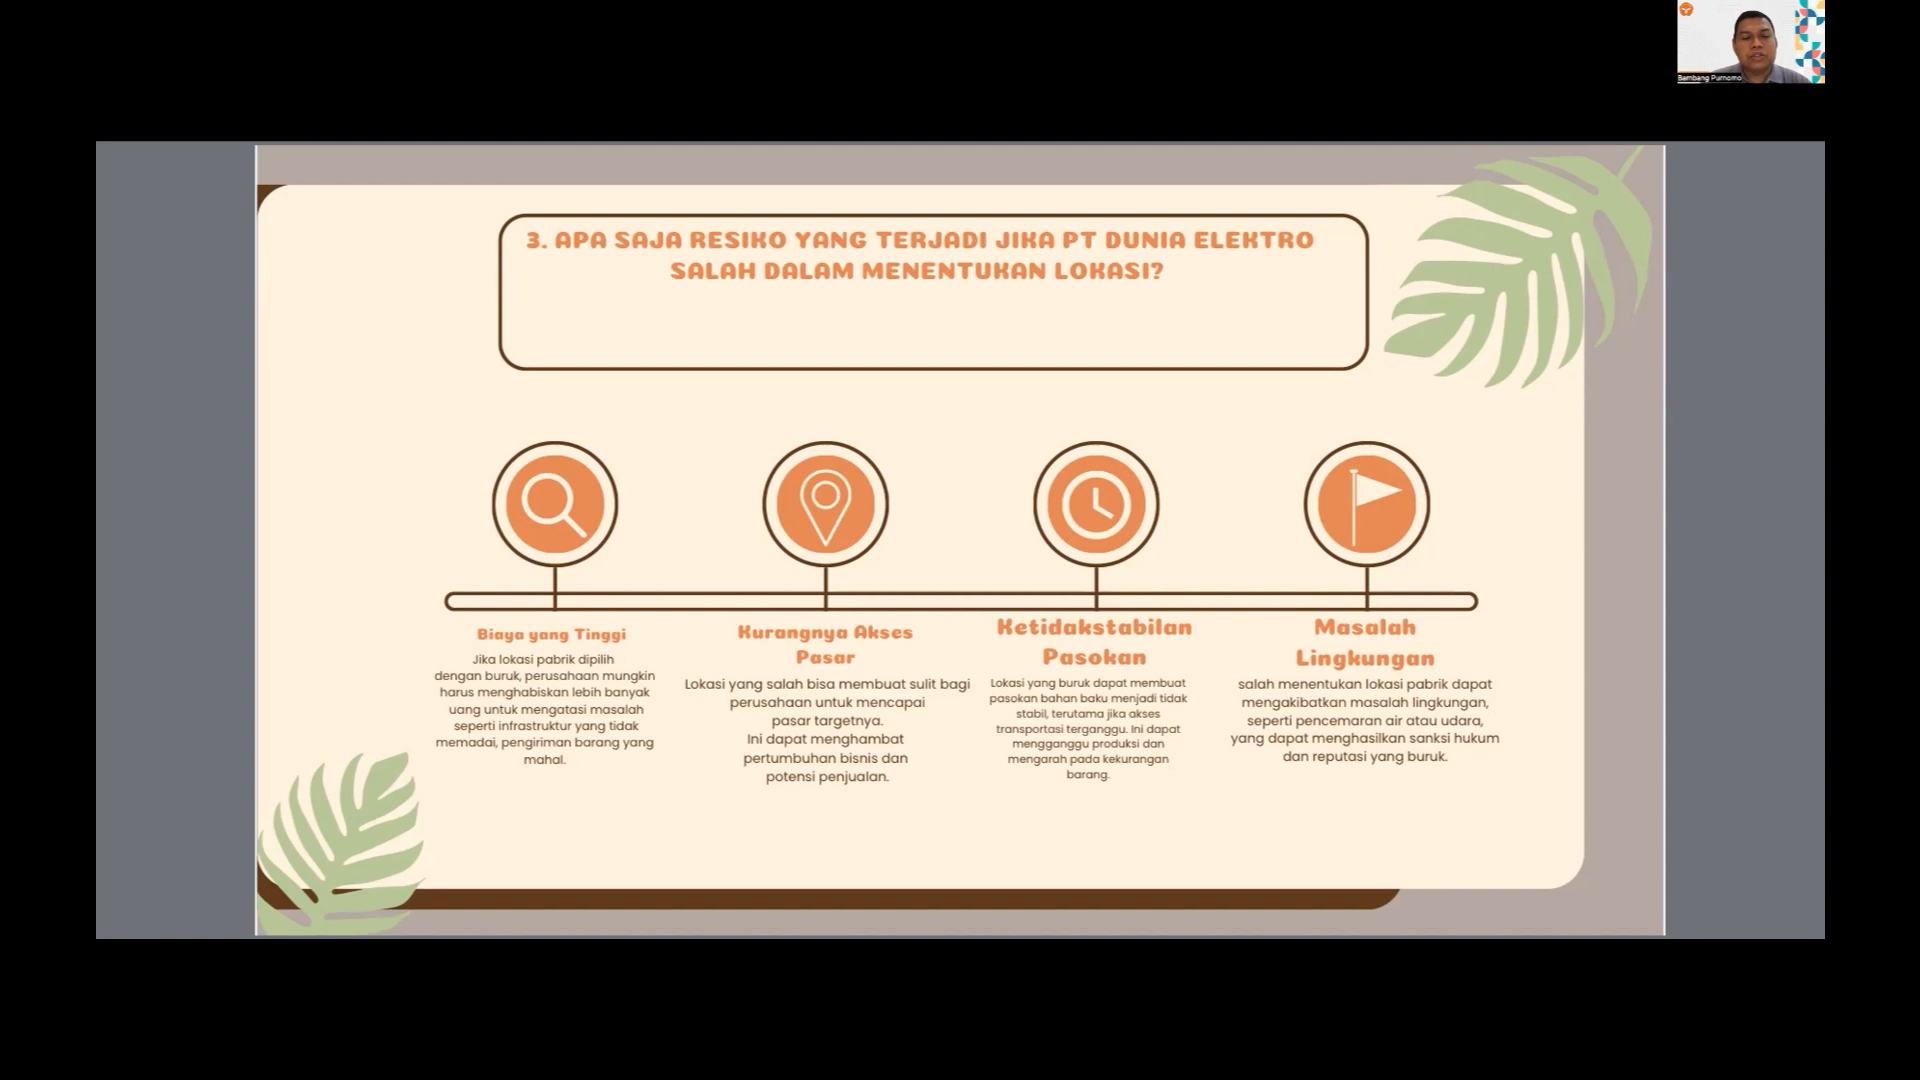 Bambang Purnomo
3. APA SAJA RESIKO YANG TERJADI JIKA PT DUNIA ELEKTRO
SALAH DALAM MENENTUKAN LOKASI?
Biaya yang Tinggi
Jika lokasi pabrik dipilih
dengan buruk, perusahaan mungkin
harus menghabiskan lebih banyak
uang untuk mengatasi masalah
seperti infrastruktur yang tidak
memadai, pengiriman barang yang
mahal.
Kurangnya Akses
Pasar
Lokasi yang salah bisa membuat sulit bagi
perusahaan untuk mencapai
pasar targetnya.
Ini dapat menghambat
pertumbuhan bisnis dan
potensi penjualan.
Ketidakstabilan
Pasokan
Lokasi yang buruk dapat membuat
pasokan bahan baku menjadi tidak
stabil, terutama jika akses
transportasi terganggu. Ini dapat
mengganggu produksi dan
mengarah pada kekurangan
barang.
Masalah
Lingkungan
salah menentukan lokasi pabrik dapat
mengakibatkan masalah lingkungan,
seperti pencemaran air atau udara,
yang dapat menghasilkan sanksi hukum
dan reputasi yang buruk.